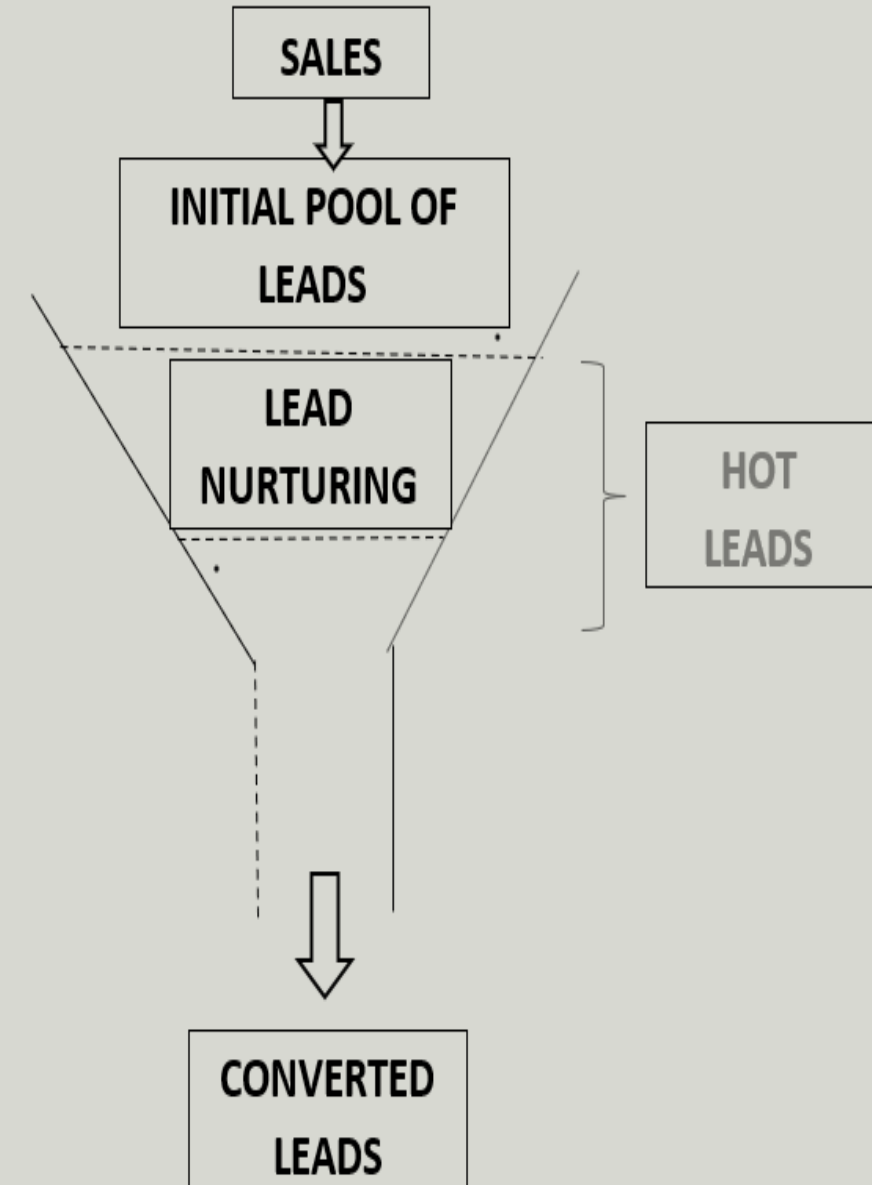 SALES
INITIAL POOL OF
LEADS
LEAD
NURTURING
HOT
LEADS
CONVERTED
LEADS